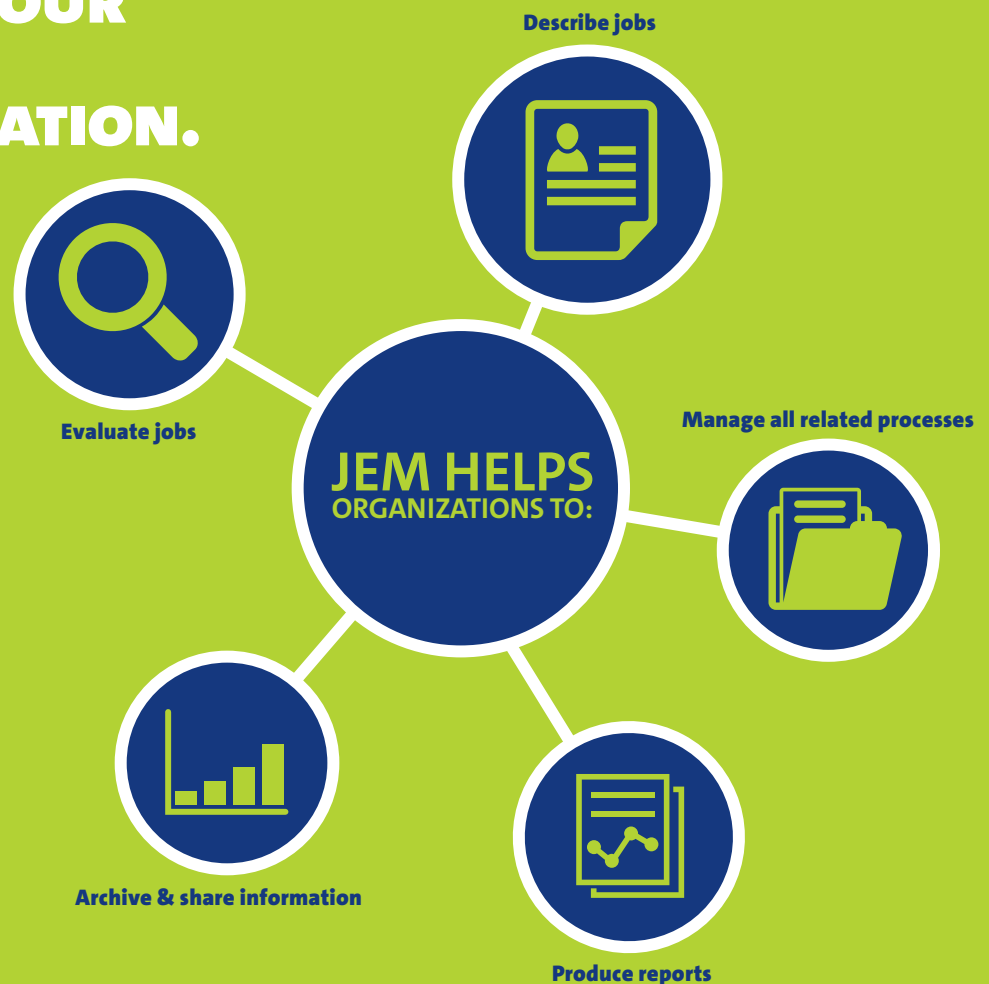 OUR
ATION.
Describe jobs
Evaluate jobs
Manage all related processes
JEM HELPS
ORGANIZATIONS TO:
Archive & share information
Produce reports